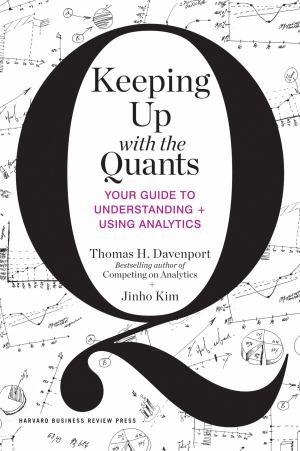 Keeping
Up
with the
Quants
YOUR GUIDE TO
UNDERSTANDING +
USING ANALYTICS
Thomas H. Davenport
Bestselling author of
Competing on Analytics
+
Jinho Kim
HARVARD BUSINESS REVIEW PRESS